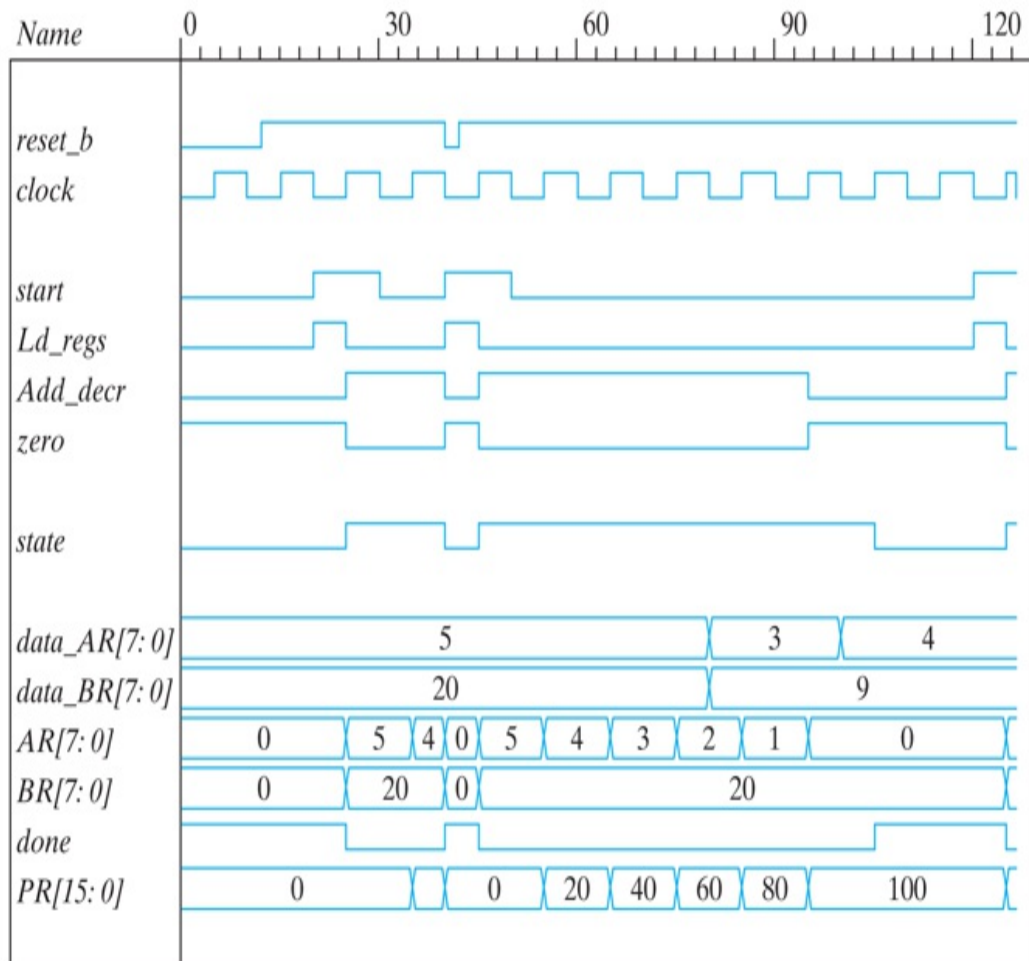 Name 0 30 60 90 120
reset_b
clock
start
Ld_regs
Add_decr
zero
state
data_AR[7: 0] 5 3 4
data_BR[7: 0] 20 9
AR[7: 0] 0 5 4 0 5 4 3 2 1 0
BR[7: 0] 0 20 0 20
done
PR[15: 0] 0 0 20 40 60 80 100